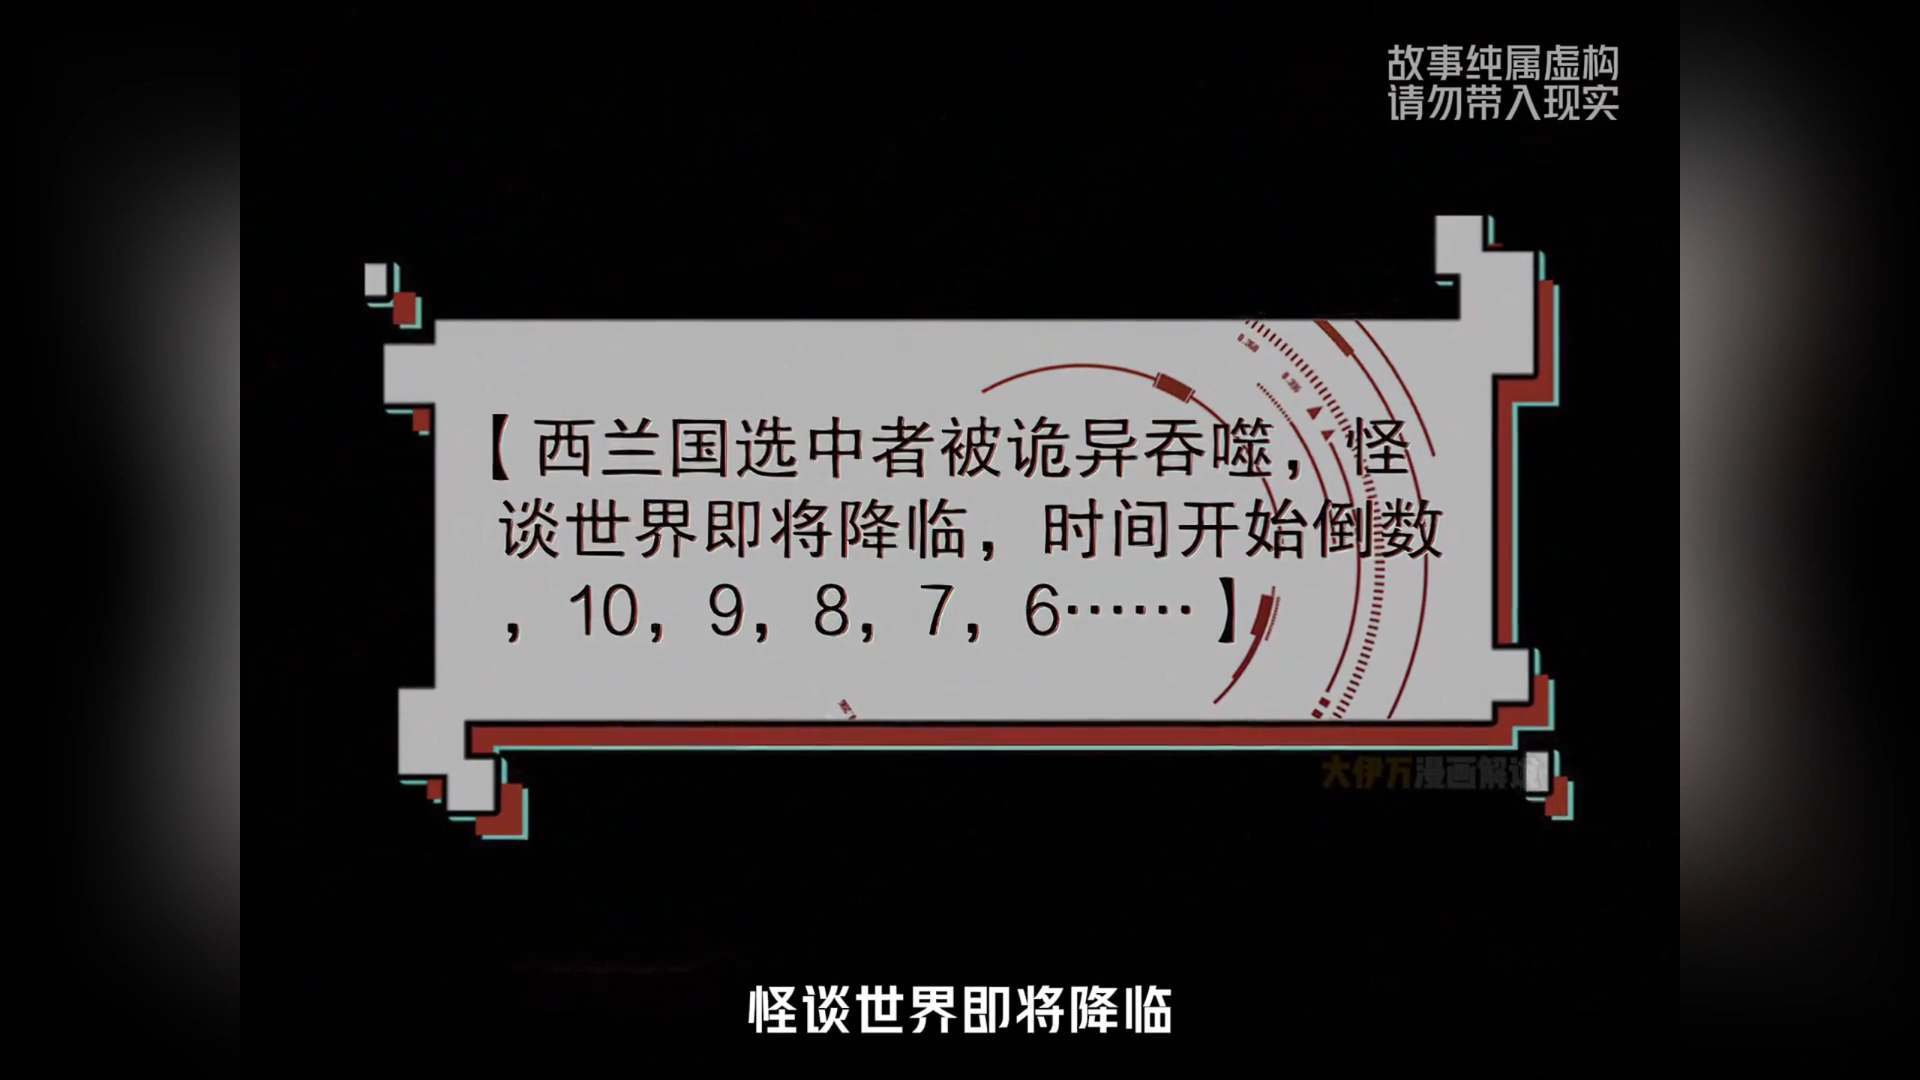 故事纯属虚构
请勿带入现实
【西兰国选中者被诡异吞噬，怪
谈世界即将降临，时间开始倒数
，10，9，8，7，6……】
大伊万漫画解说
怪谈世界即将降临